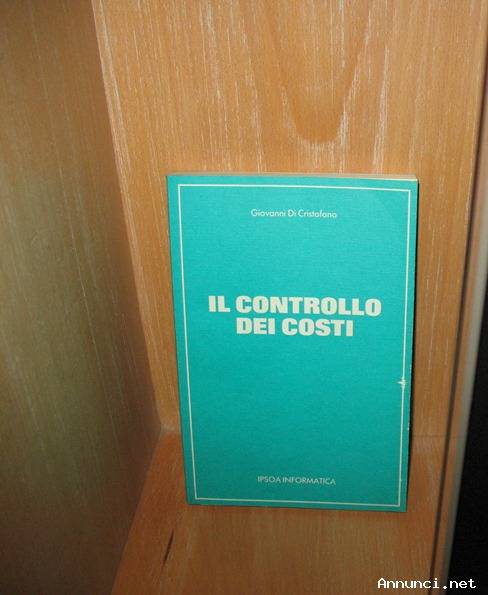 Giovanni Di Cristofano
IL CONTROLLO
DEI COSTI
IPSOA INFORMATICA
Annunci.net